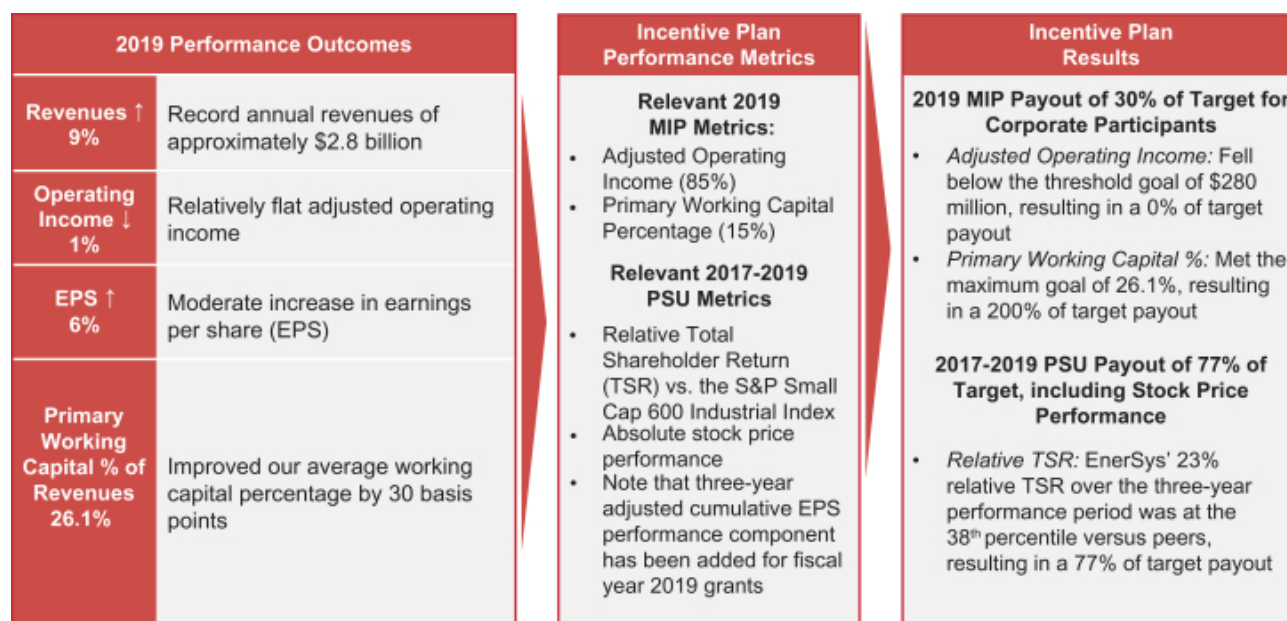 2019 Performance Outcomes
Revenues ↑
9%
Record annual revenues of
approximately $2.8 billion
Operating
Income ↓
1%
Relatively flat adjusted operating
income
EPS ↑
6%
Moderate increase in earnings
per share (EPS)
Primary
Working
Capital % of
Revenues
26.1%
Improved our average working
capital percentage by 30 basis
points
Incentive Plan
Performance Metrics
Relevant 2019
MIP Metrics:
• Adjusted Operating
Income (85%)
• Primary Working Capital
Percentage (15%)
Relevant 2017-2019
PSU Metrics
• Relative Total
Shareholder Return
(TSR) vs. the S&P Small
Cap 600 Industrial Index
• Absolute stock price
performance
• Note that three-year
adjusted cumulative EPS
performance component
has been added for fiscal
year 2019 grants
Incentive Plan
Results
2019 MIP Payout of 30% of Target for
Corporate Participants
• Adjusted Operating Income: Fell
below the threshold goal of $280
million, resulting in a 0% of target
payout
• Primary Working Capital %: Met the
maximum goal of 26.1%, resulting
in a 200% of target payout
2017-2019 PSU Payout of 77% of
Target, including Stock Price
Performance
• Relative TSR: EnerSys' 23%
relative TSR over the three-year
performance period was at the
38th percentile versus peers,
resulting in a 77% of target payout